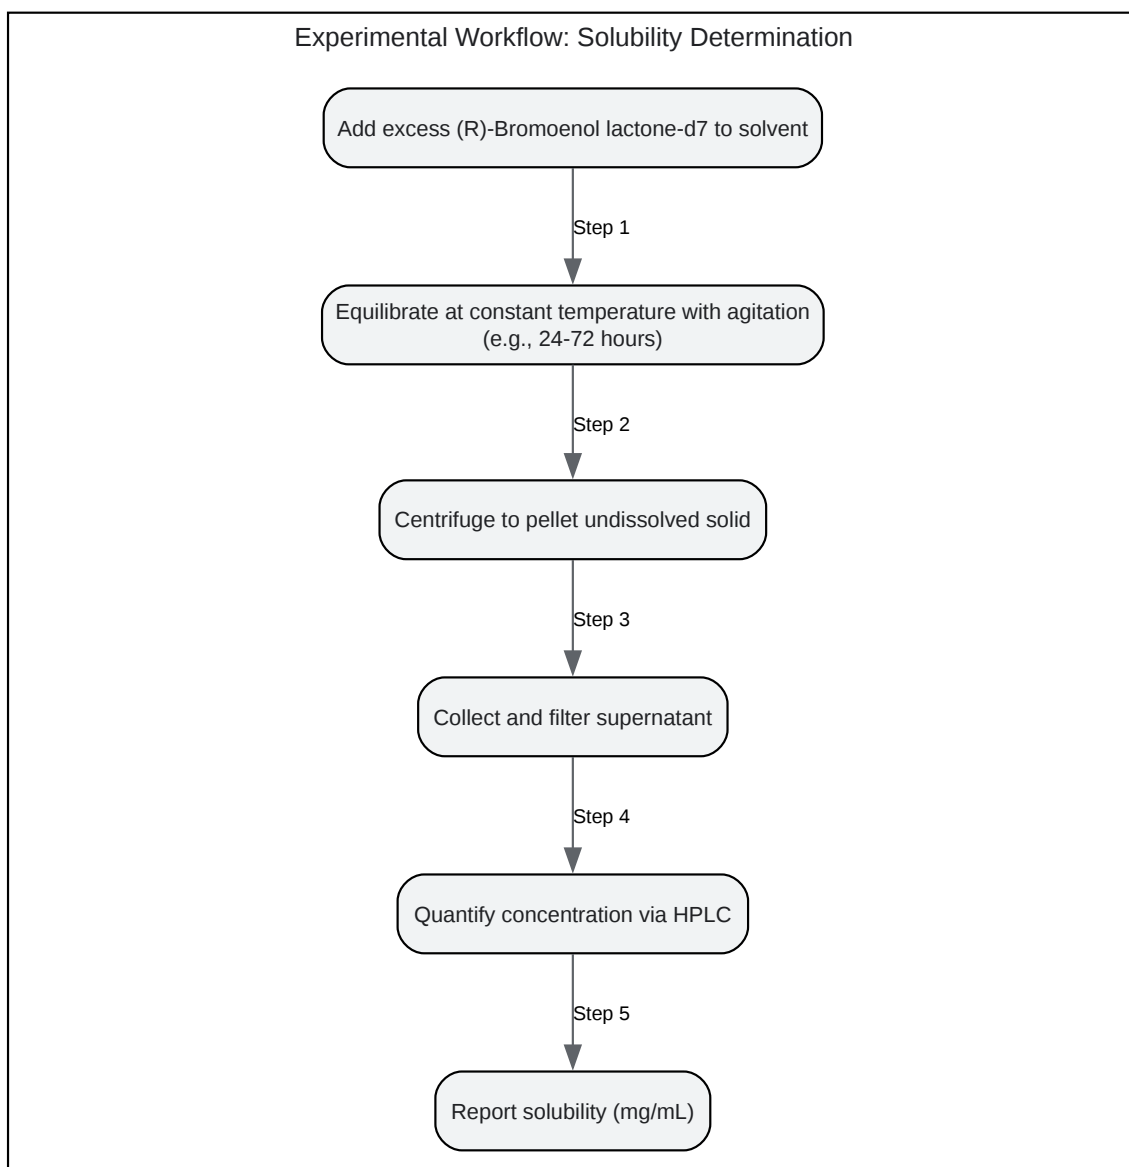 Experimental Workflow: Solubility Determination
Add excess (R)-Bromoenol lactone-d7 to solvent
Step 1
Equilibrate at constant temperature with agitation
(e.g., 24-72 hours)
Step 2
Centrifuge to pellet undissolved solid
Step 3
Collect and filter supernatant
Step 4
Quantify concentration via HPLC
Step 5
Report solubility (mg/mL)